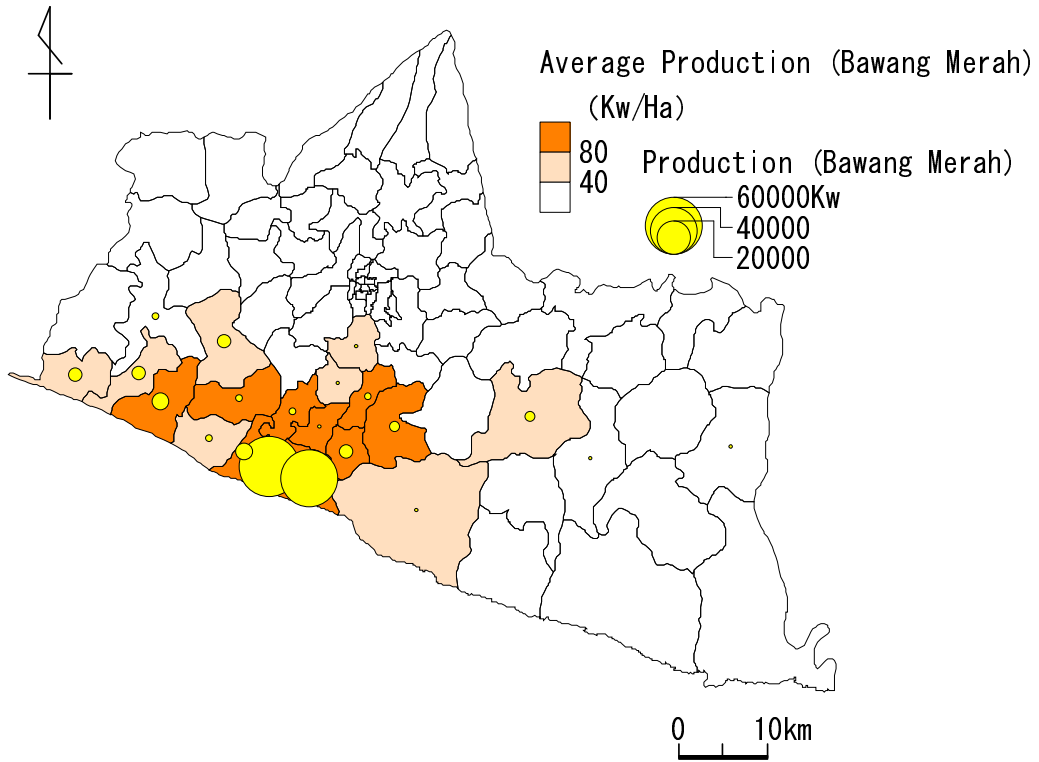 Average Production (Bawang Merah)
(Kw/Ha)
80
40
Production (Bawang Merah)
60000Kw
40000
20000
0 10km